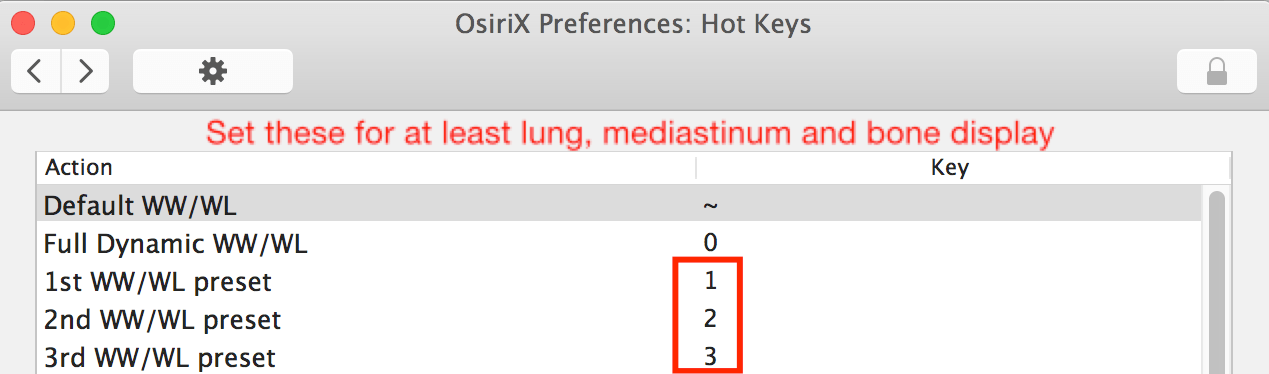 OsiriX Preferences: Hot Keys
Set these for at least lung, mediastinum and bone display
Action Key
Default WW/WL ~
Full Dynamic WW/WL 0
1st WW/WL preset 1
2nd WW/WL preset 2
3rd WW/WL preset 3